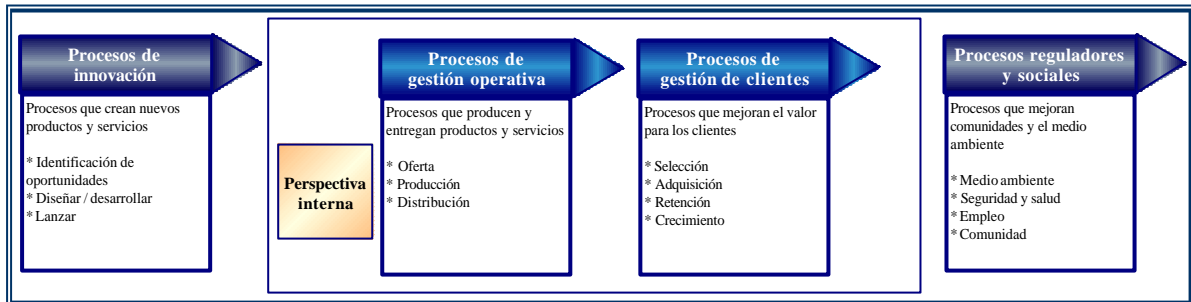 Procesos de
innovación
Procesos que crean nuevos
productos y servicios
* Identificación de
oportunidades
* Diseñar / desarrollar
* Lanzar
Perspectiva
interna
Procesos de
gestión operativa
Procesos que producen y
entregan productos y servicios
* Oferta
* Producción
* Distribución
Procesos de
gestión de clientes
Procesos que mejoran el valor
para los clientes
* Selección
* Adquisición
* Retención
* Crecimiento
Procesos reguladores
y sociales
Procesos que mejoran
comunidades y el medio
ambiente
* Medio ambiente
* Seguridad y salud
* Empleo
* Comunidad